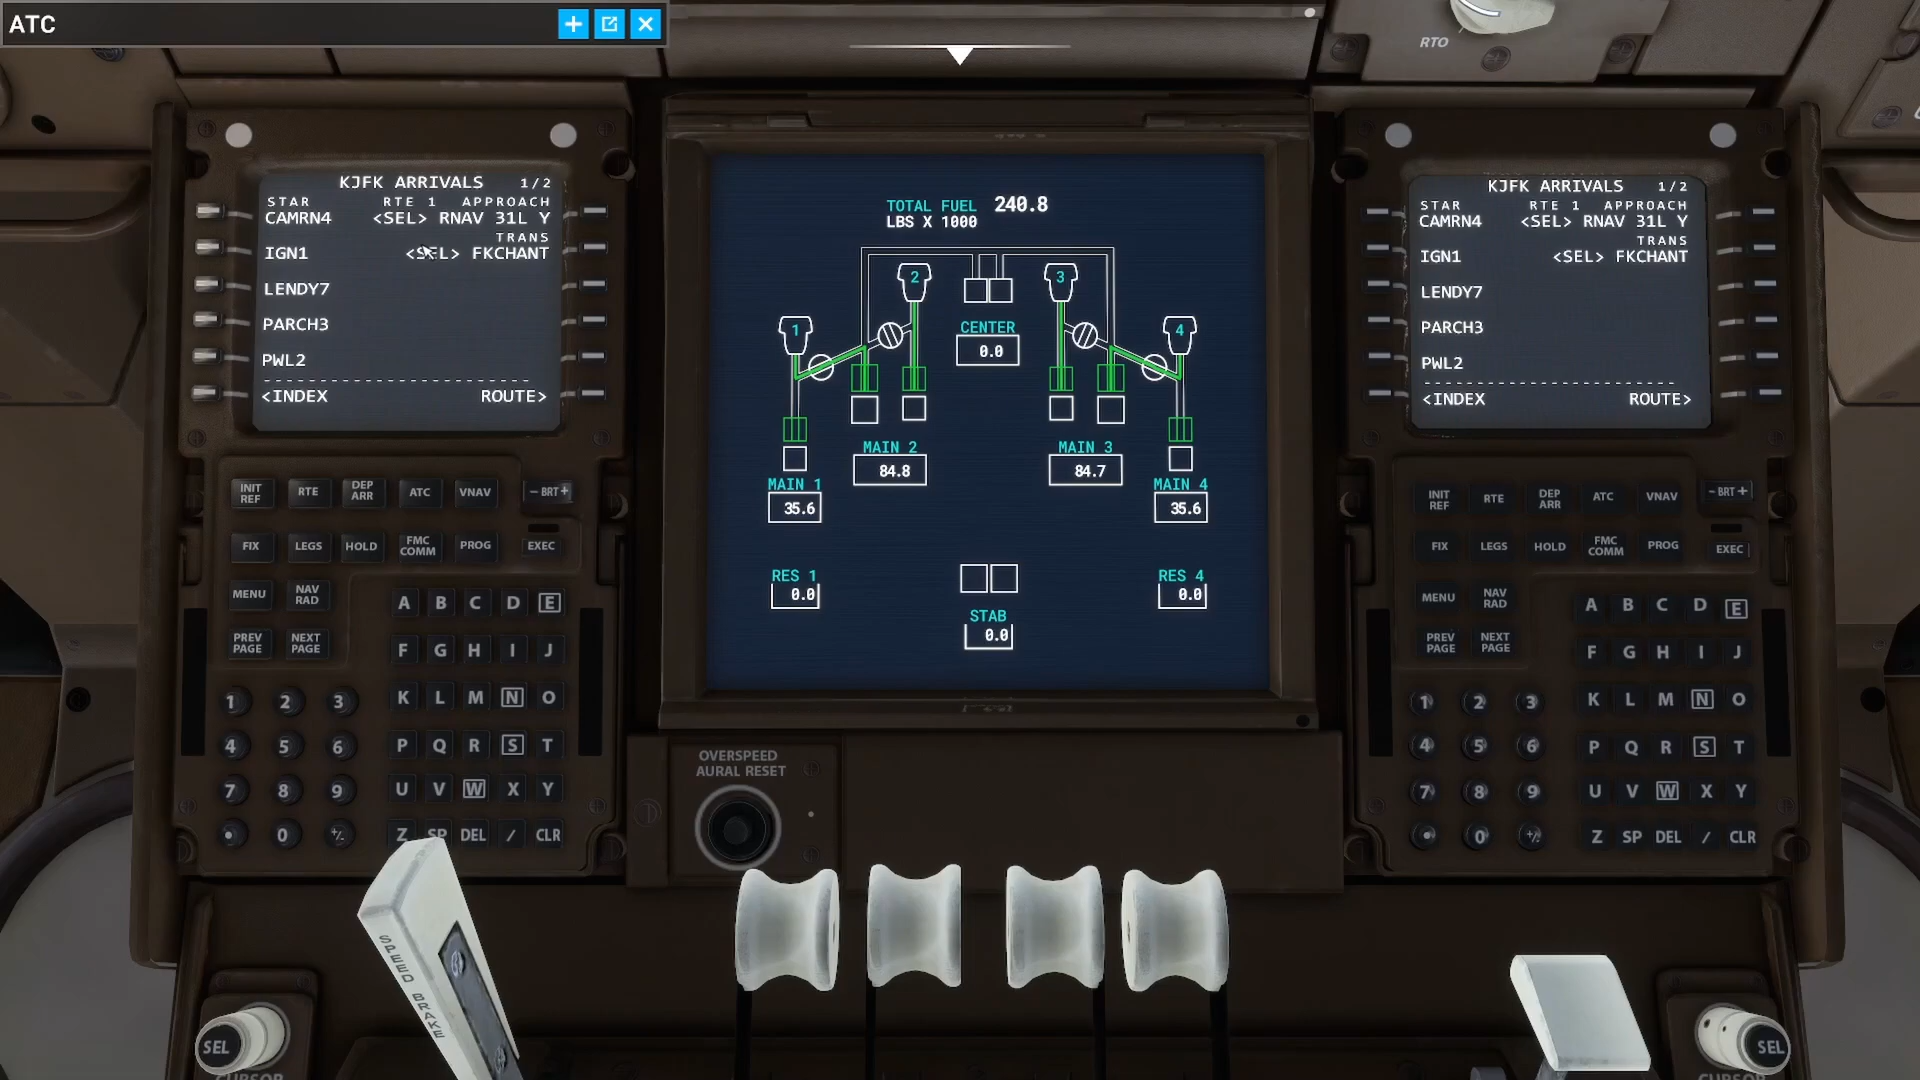 ATC
RTO
KJFK ARRIVALS 1/2
STAR RTE 1 APPROACH
CAMRN4 <SEL> RNAV 31L Y
TRANS
IGN1 <SEL> FKCHANT
LENDY7
PARCH3
PWL2
--------------------------
<INDEX ROUTE>
INIT REF RTE DEP ARR ATC VNAV - BRT +
FIX LEGS HOLD FMC COMM PROG EXEC
MENU NAV RAD
PREV PAGE NEXT PAGE
A B C D E
F G H I J
1 2 3 K L M N O
4 5 6 P Q R S T
7 8 9 U V W X Y
0 +/- Z SP DEL / CLR
TOTAL FUEL 240.8
LBS X 1000
2 3
1 4
CENTER
0.0
MAIN 2 MAIN 3
84.8 84.7
MAIN 1 MAIN 4
35.6 35.6
RES 1 RES 4
0.0 0.0
STAB
0.0
OVERSPEED
AURAL RESET
KJFK ARRIVALS 1/2
STAR RTE 1 APPROACH
CAMRN4 <SEL> RNAV 31L Y
TRANS
IGN1 <SEL> FKCHANT
LENDY7
PARCH3
PWL2
--------------------------
<INDEX ROUTE>
INIT REF RTE DEP ARR ATC VNAV - BRT +
FIX LEGS HOLD FMC COMM PROG EXEC
MENU NAV RAD
PREV PAGE NEXT PAGE
A B C D E
F G H I J
1 2 3 K L M N O
4 5 6 P Q R S T
7 8 9 U V W X Y
0 +/- Z SP DEL / CLR
SPEED BRAKE
SEL
CURSOR
SEL
CURSOR